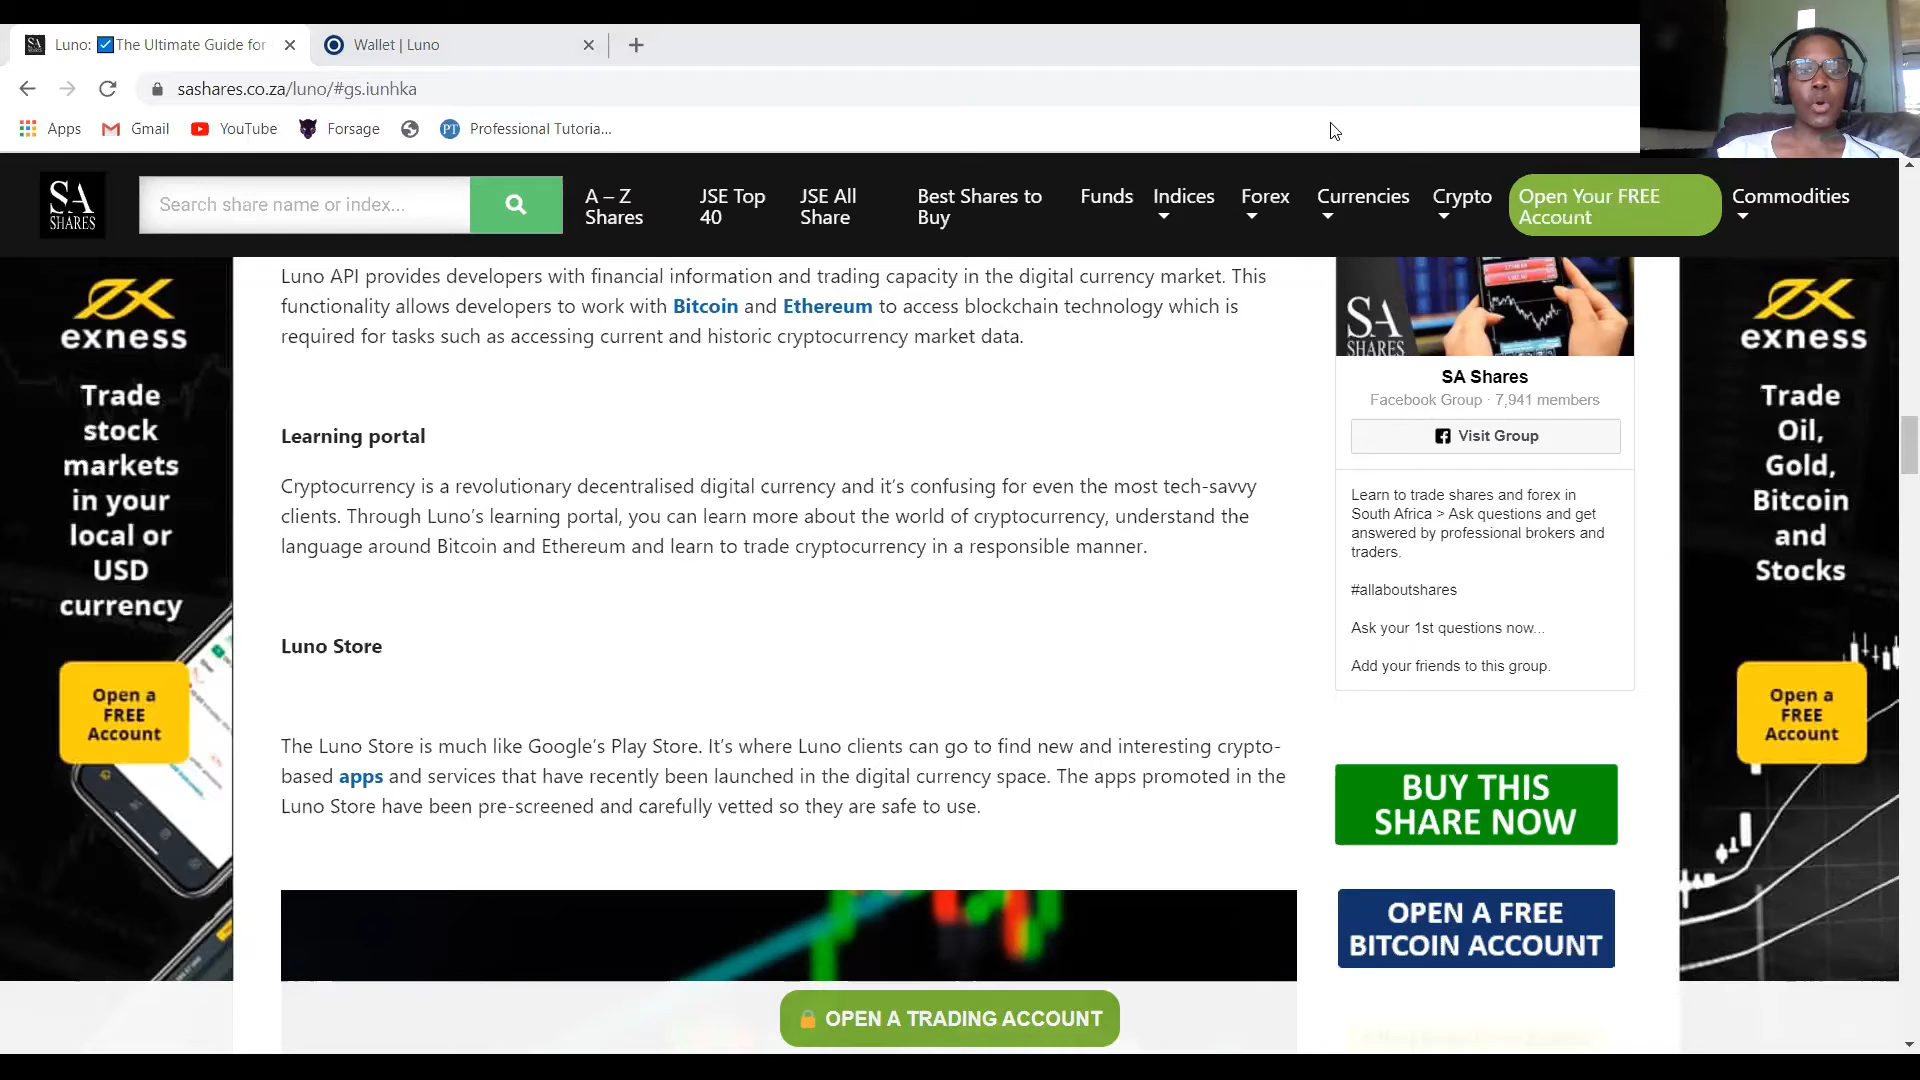 Luno: ☑The Ultimate Guide for
Wallet | Luno
sashares.co.za/luno/#gs.iunhka
Apps
Gmail
YouTube
Forsage
PT
Professional Tutoria...
SA
SHARES
Search share name or index...
A – Z
Shares
JSE Top
40
JSE All
Share
Best Shares to
Buy
Funds
Indices
Forex
Currencies
Crypto
Open Your FREE
Account
Commodities
exness
Trade
stock
markets
in your
local or
USD
currency
Open a
FREE
Account
Luno API provides developers with financial information and trading capacity in the digital currency market. This
functionality allows developers to work with Bitcoin and Ethereum to access blockchain technology which is
required for tasks such as accessing current and historic cryptocurrency market data.
Learning portal
Cryptocurrency is a revolutionary decentralised digital currency and it's confusing for even the most tech-savvy
clients. Through Luno's learning portal, you can learn more about the world of cryptocurrency, understand the
language around Bitcoin and Ethereum and learn to trade cryptocurrency in a responsible manner.
Luno Store
The Luno Store is much like Google's Play Store. It's where Luno clients can go to find new and interesting crypto-
based apps and services that have recently been launched in the digital currency space. The apps promoted in the
Luno Store have been pre-screened and carefully vetted so they are safe to use.
SA
SHARES
SA Shares
Facebook Group · 7,941 members
Visit Group
Learn to trade shares and forex in
South Africa > Ask questions and get
answered by professional brokers and
traders.
#allaboutshares
Ask your 1st questions now...
Add your friends to this group.
BUY THIS
SHARE NOW
OPEN A FREE
BITCOIN ACCOUNT
exness
Trade
Oil,
Gold,
Bitcoin
and
Stocks
Open a
FREE
Account
OPEN A TRADING ACCOUNT